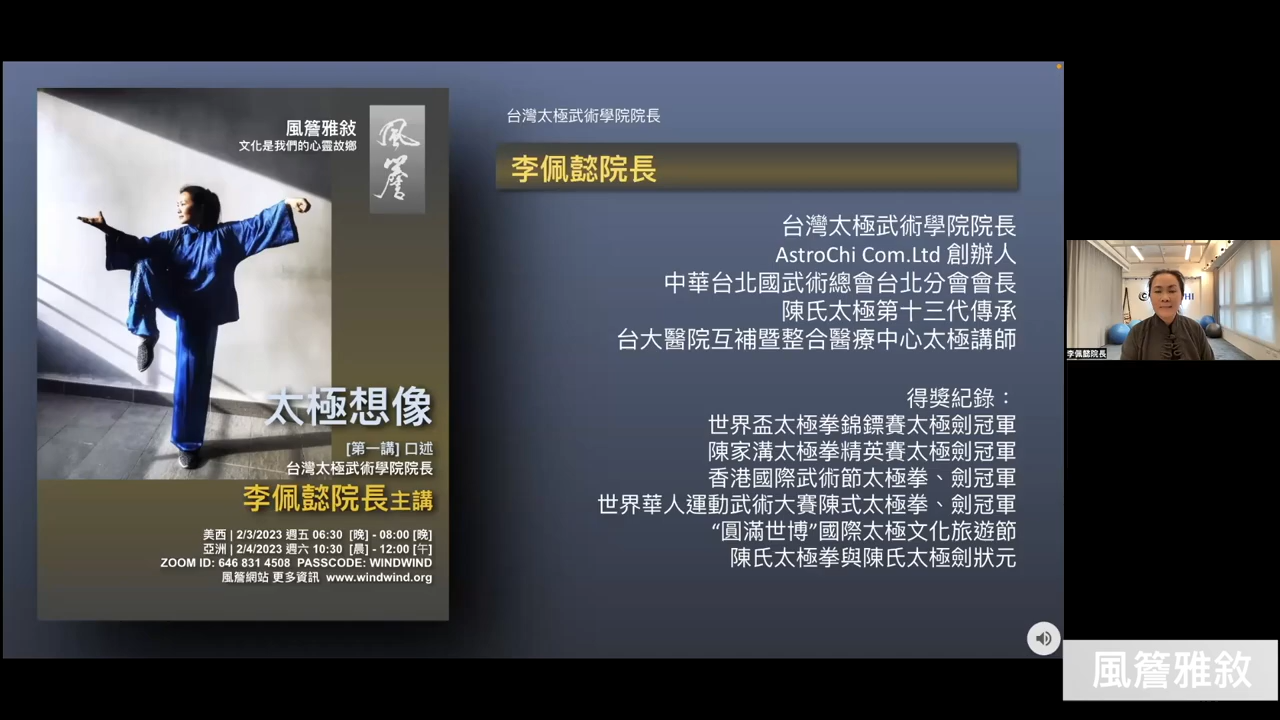 風簷雅敘
文化是我們的心靈故鄉
風簷
太極想像
[第一講] 口述
台灣太極武術學院院長
李佩懿院長主講
美西 | 2/3/2023 週五 06:30 [晚] - 08:00 [晚]
亞洲 | 2/4/2023 週六 10:30 [晨] - 12:00 [午]
ZOOM ID: 646 831 4508 PASSCODE: WINDWIND
風簷網站 更多資訊 www.windwind.org
台灣太極武術學院院長
李佩懿院長
台灣太極武術學院院長
AstroChi Com.Ltd 創辦人
中華台北國武術總會台北分會會長
陳氏太極第十三代傳承
台大醫院互補暨整合醫療中心太極講師
得獎紀錄：
世界盃太極拳錦鏢賽太極劍冠軍
陳家溝太極拳精英賽太極劍冠軍
香港國際武術節太極拳、劍冠軍
世界華人運動武術大賽陳式太極拳、劍冠軍
“圓滿世博”國際太極文化旅遊節
陳氏太極拳與陳氏太極劍狀元
李佩懿院長
風簷雅敘